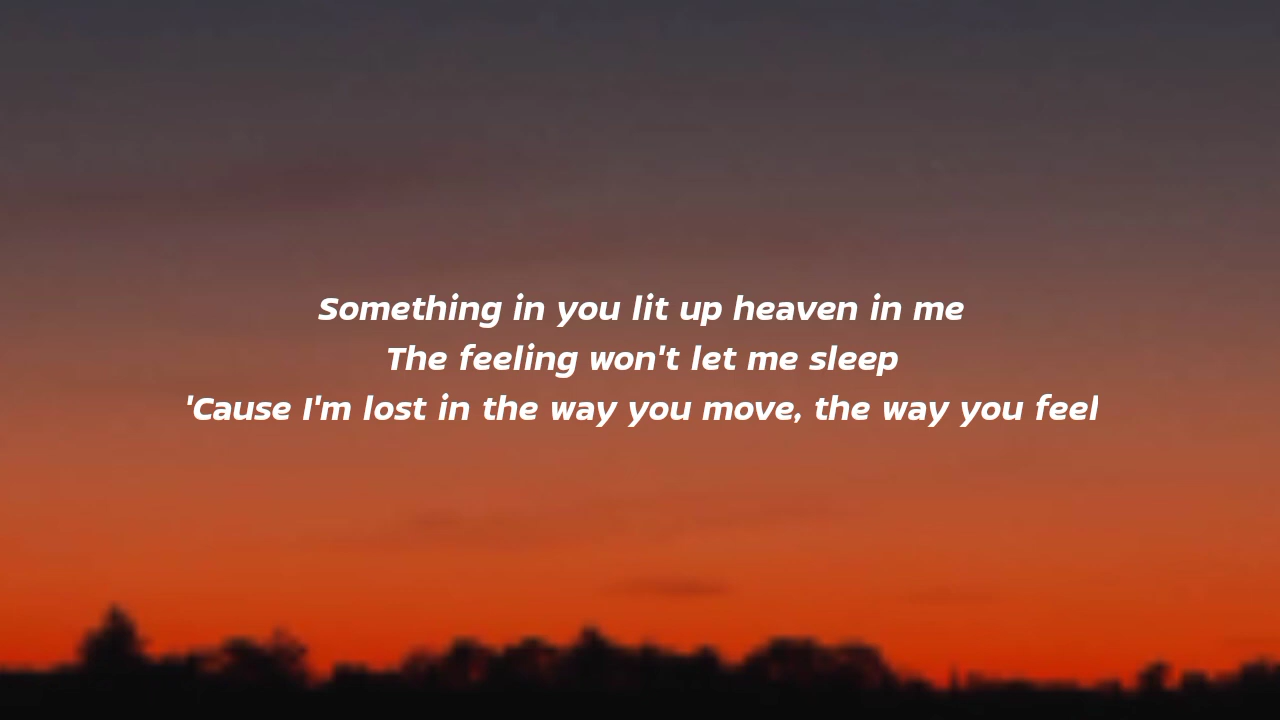 Something in you lit up heaven in me
The feeling won't let me sleep
'Cause I'm lost in the way you move, the way you feel